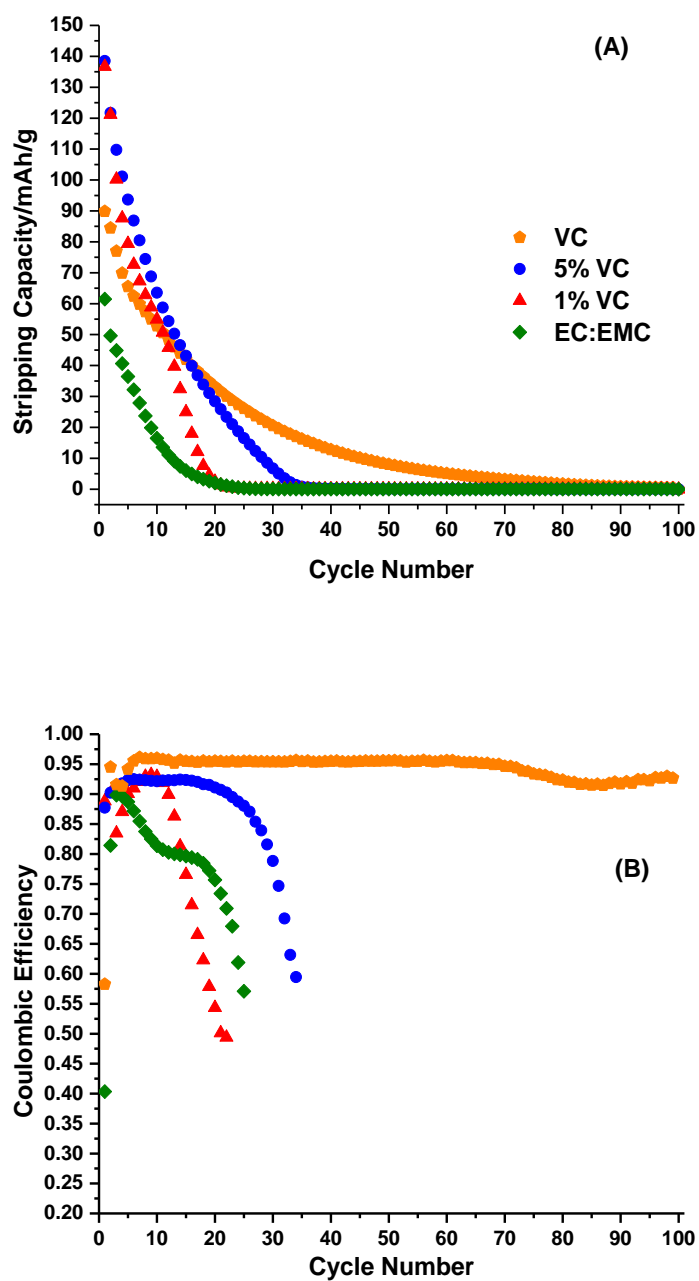 (A)
Stripping Capacity/mAh/g
150
140
130
120
110
100
90
80
70
60
50
40
30
20
10
0
VC
5% VC
1% VC
EC:EMC
0 10 20 30 40 50 60 70 80 90 100
Cycle Number
(B)
Coulombic Efficiency
1.00
0.95
0.90
0.85
0.80
0.75
0.70
0.65
0.60
0.55
0.50
0.45
0.40
0.35
0.30
0.25
0.20
0 10 20 30 40 50 60 70 80 90 100
Cycle Number